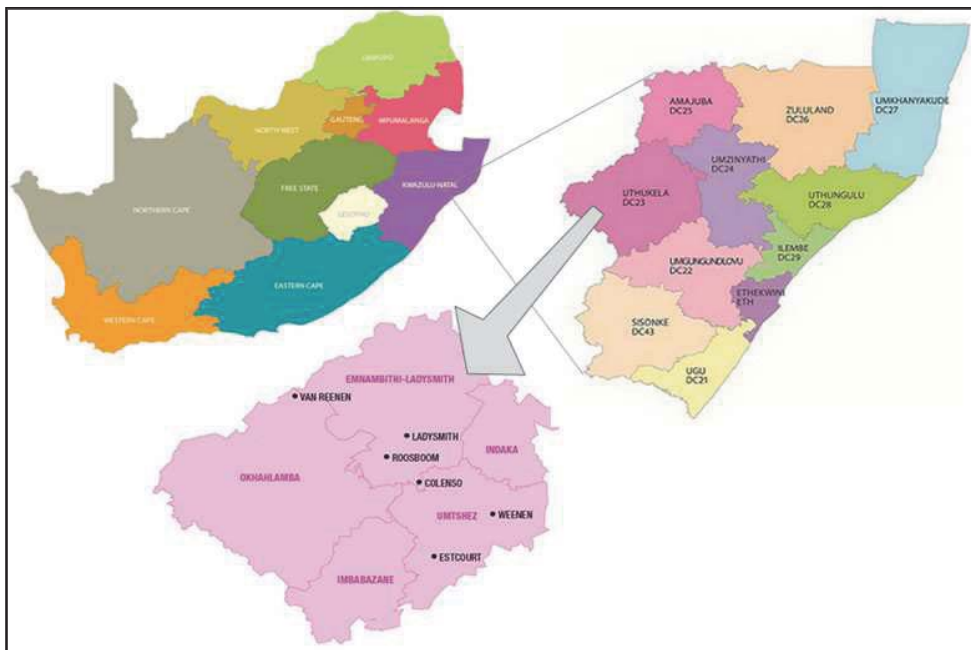 LIMPOPO
NORTH WEST
GAUTENG
MPUMALANGA
FREE STATE
KWAZULU-NATAL
LESOTHO
NORTHERN CAPE
EASTERN CAPE
WESTERN CAPE
AMAJUBA
DC25
ZULULAND
DC26
UMKHANYAKUDE
DC27
UMZINYATHI
DC24
UTHUKELA
DC23
UTHUNGULU
DC28
ILEMBE
DC29
UMGUNGUNDLOVU
DC22
ETHEKWINI
ETH
SISONKE
DC43
UGU
DC21
EMNAMBITHI-LADYSMITH
VAN REENEN
LADYSMITH
INDAKA
ROOSBOOM
OKHAHLAMBA
COLENSO
UMTSHEZ
WEENEN
ESTCOURT
IMBABAZANE